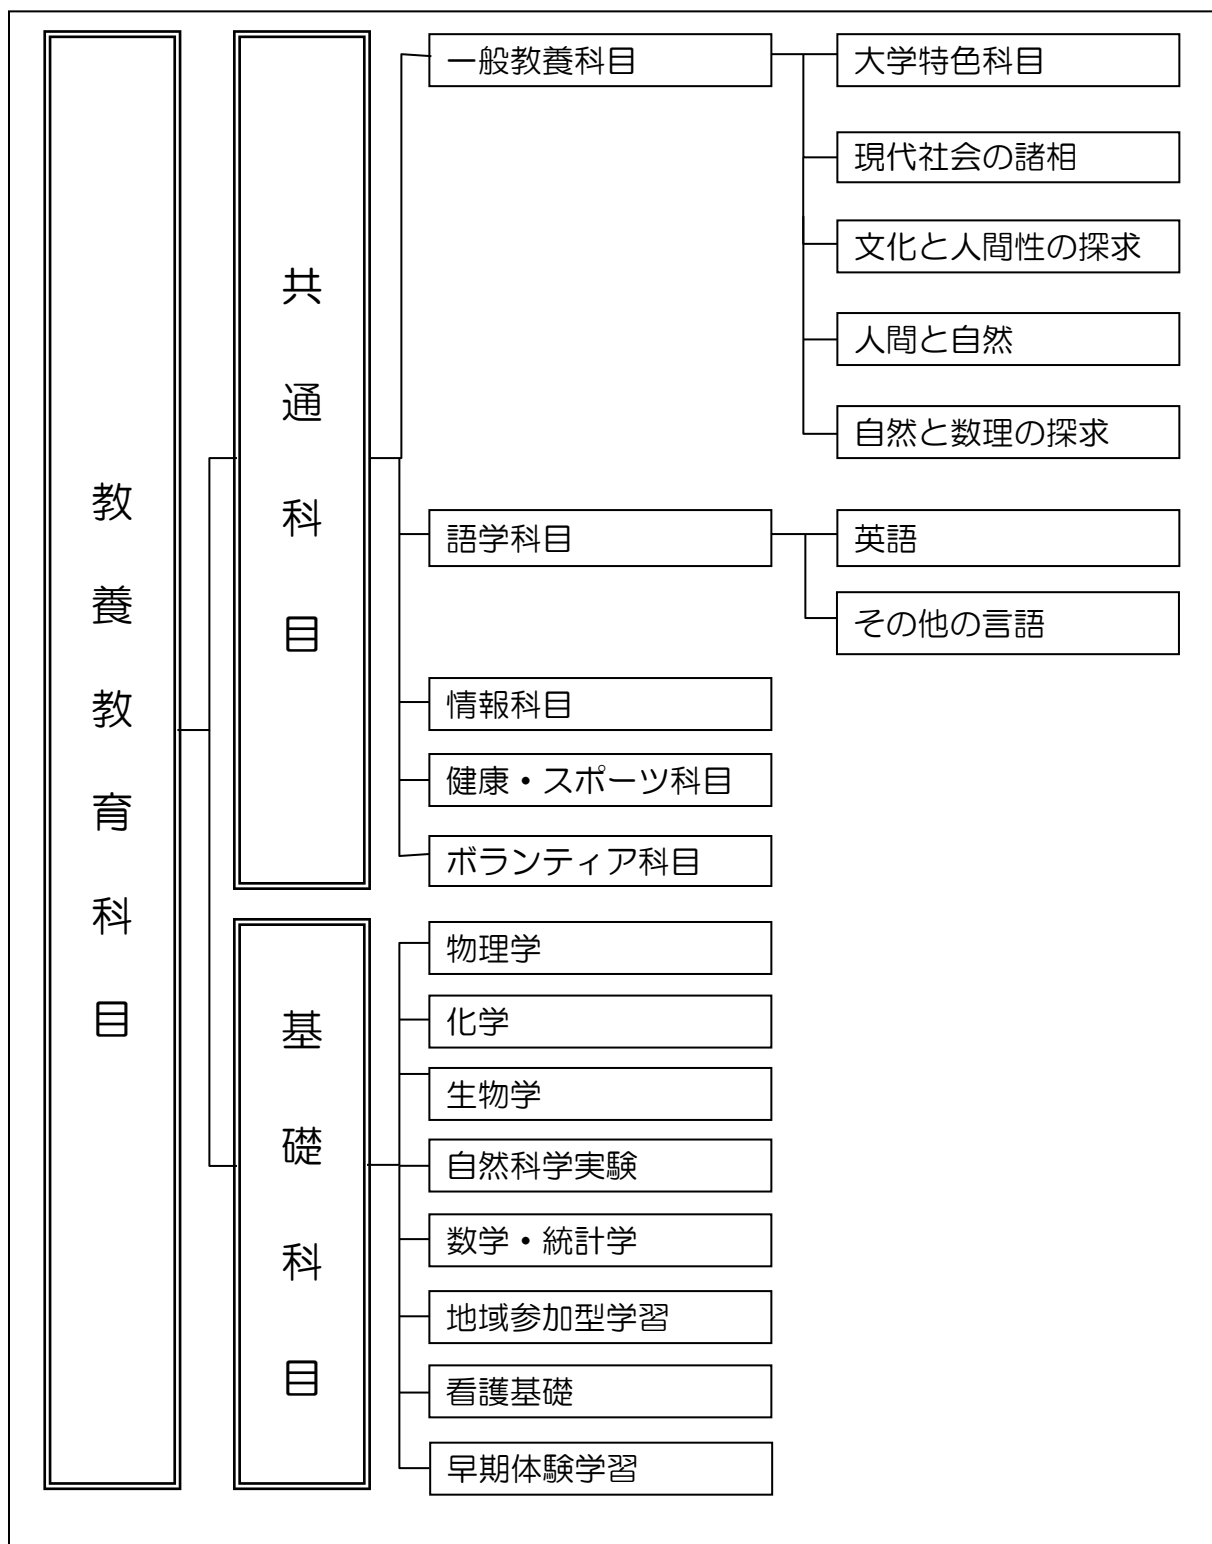 教養教育科目
共通科目
一般教養科目
大学特色科目
現代社会の諸相
文化と人間性の探求
人間と自然
自然と数理の探求
語学科目
英語
その他の言語
情報科目
健康・スポーツ科目
ボランティア科目
基礎科目
物理学
化学
生物学
自然科学実験
数学・統計学
地域参加型学習
看護基礎
早期体験学習